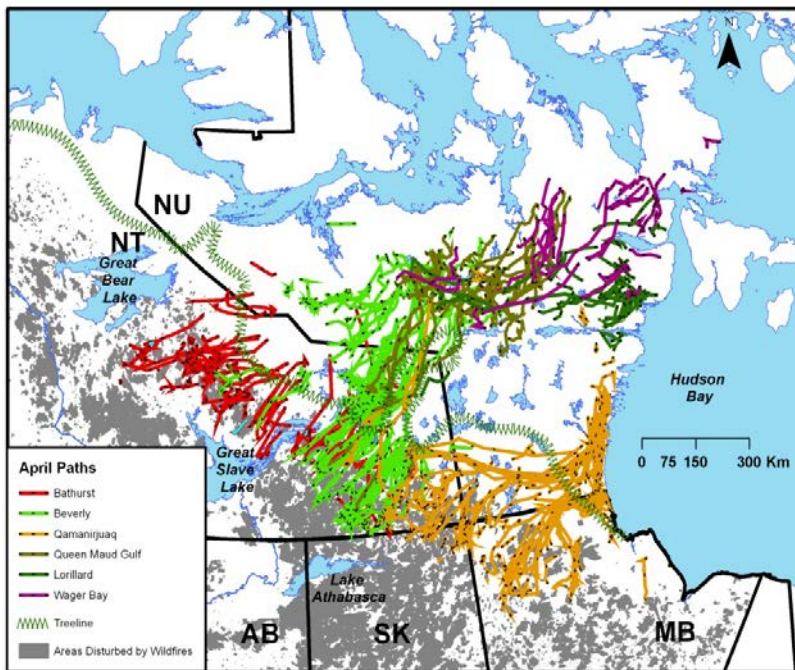 N
NU
NT
Great
Bear
Lake
Hudson
Bay
0 75 150 300 Km
Great
Slave
Lake
April Paths
Bathurst
Beverly
Qamanirjuaq
Queen Maud Gulf
Lorillard
Wager Bay
Treeline
Areas Disturbed by Wildfires
Lake
Athabasca
AB
SK
MB